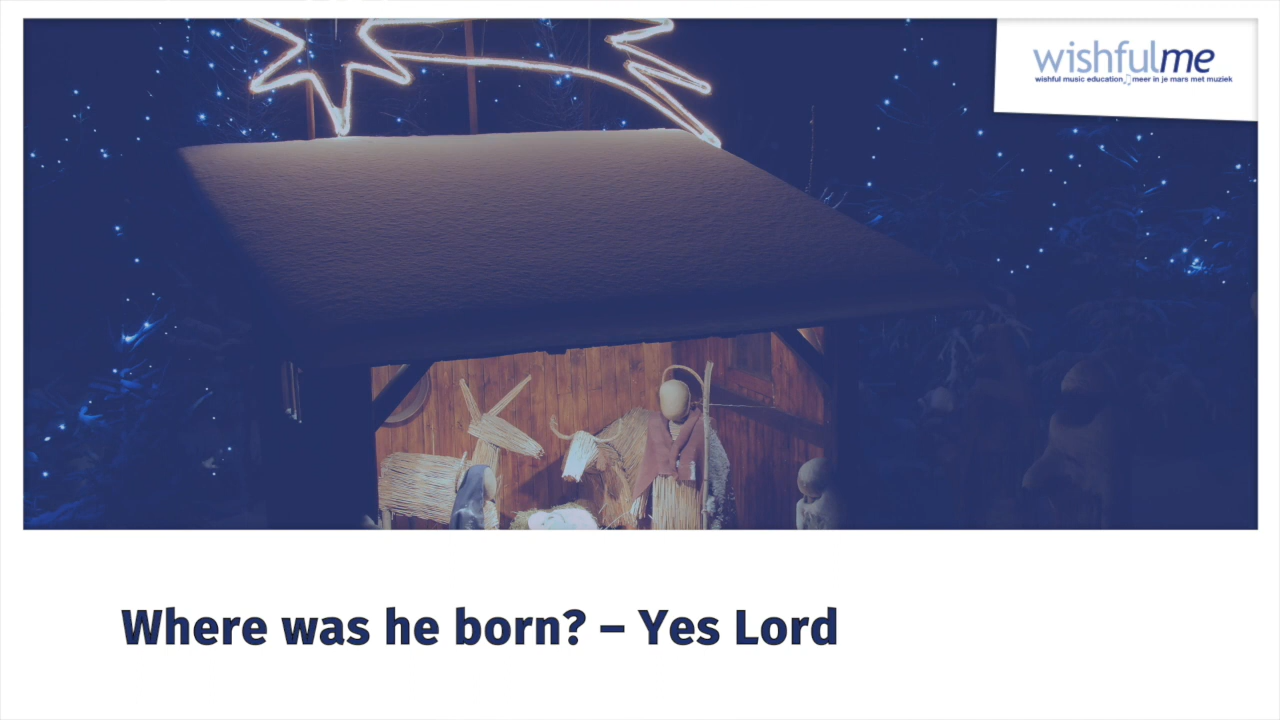 wishfulme
wishful music education meer in je mars met muziek
Where was he born? – Yes Lord